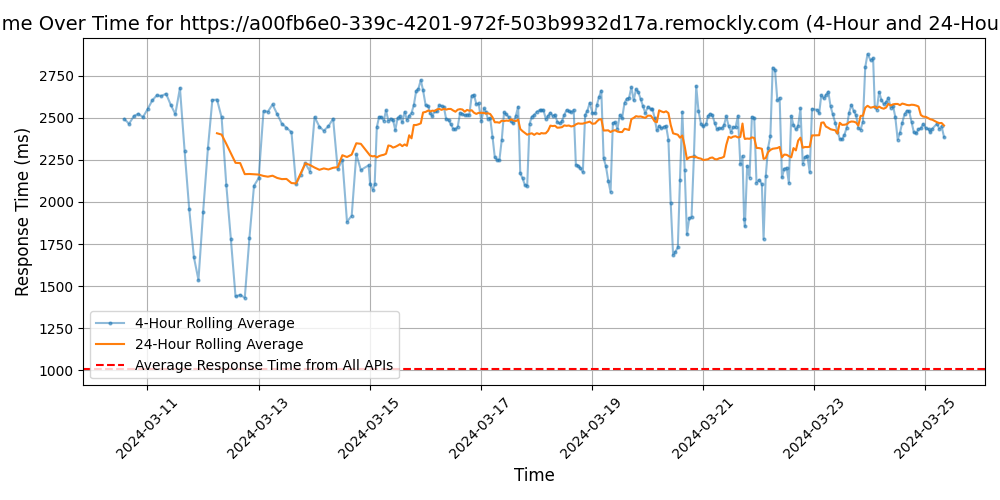 me Over Time for https://a00fb6e0-339c-4201-972f-503b9932d17a.remockly.com (4-Hour and 24-Hou
Response Time (ms)
2750
2500
2250
2000
1750
1500
1250
1000
4-Hour Rolling Average
24-Hour Rolling Average
Average Response Time from All APIs
2024-03-11
2024-03-13
2024-03-15
2024-03-17
2024-03-19
2024-03-21
2024-03-23
2024-03-25
Time